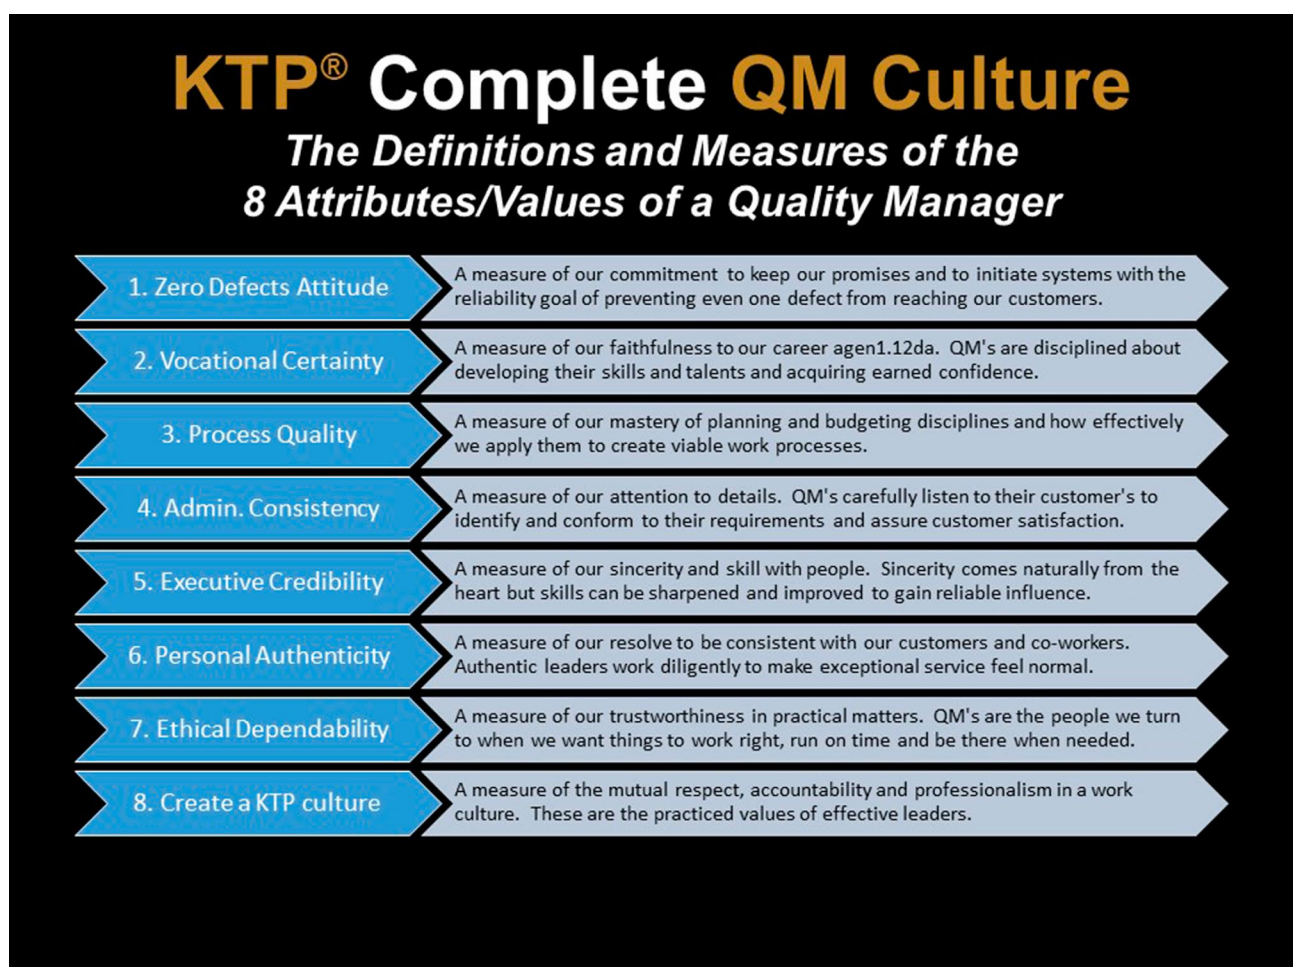 KTP® Complete QM Culture
The Definitions and Measures of the
8 Attributes/Values of a Quality Manager
1. Zero Defects Attitude
A measure of our commitment to keep our promises and to initiate systems with the
reliability goal of preventing even one defect from reaching our customers.
2. Vocational Certainty
A measure of our faithfulness to our career agen1.12da. QM's are disciplined about
developing their skills and talents and acquiring earned confidence.
3. Process Quality
A measure of our mastery of planning and budgeting disciplines and how effectively
we apply them to create viable work processes.
4. Admin. Consistency
A measure of our attention to details. QM's carefully listen to their customer's to
identify and conform to their requirements and assure customer satisfaction.
5. Executive Credibility
A measure of our sincerity and skill with people. Sincerity comes naturally from the
heart but skills can be sharpened and improved to gain reliable influence.
6. Personal Authenticity
A measure of our resolve to be consistent with our customers and co-workers.
Authentic leaders work diligently to make exceptional service feel normal.
7. Ethical Dependability
A measure of our trustworthiness in practical matters. QM's are the people we turn
to when we want things to work right, run on time and be there when needed.
8. Create a KTP culture
A measure of the mutual respect, accountability and professionalism in a work
culture. These are the practiced values of effective leaders.